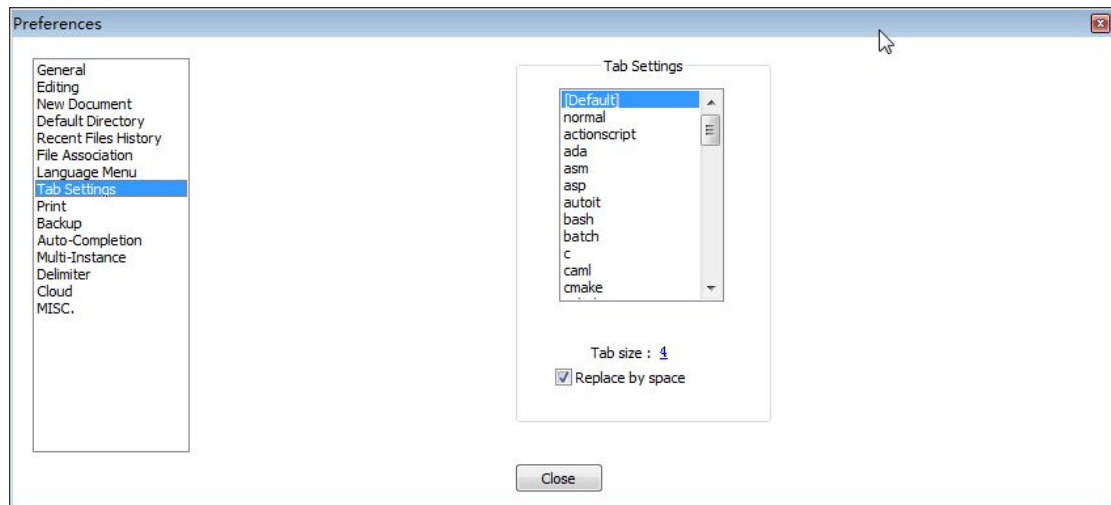 Preferences
General
Editing
New Document
Default Directory
Recent Files History
File Association
Language Menu
Tab Settings
Print
Backup
Auto-Completion
Multi-Instance
Delimiter
Cloud
MISC.
Tab Settings
[Default]
normal
actionscript
ada
asm
asp
autoit
bash
batch
c
caml
cmake
Tab size : 4
Replace by space
Close